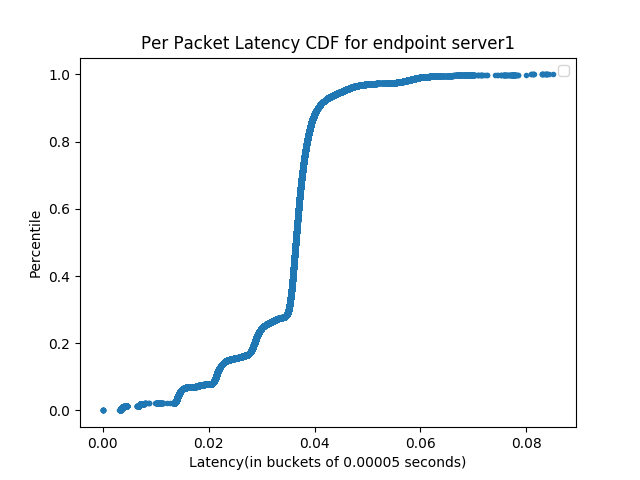 Per Packet Latency CDF for endpoint server1
1.0
0.8
0.6
0.4
0.2
0.0
Percentile
0.00 0.02 0.04 0.06 0.08
Latency(in buckets of 0.00005 seconds)